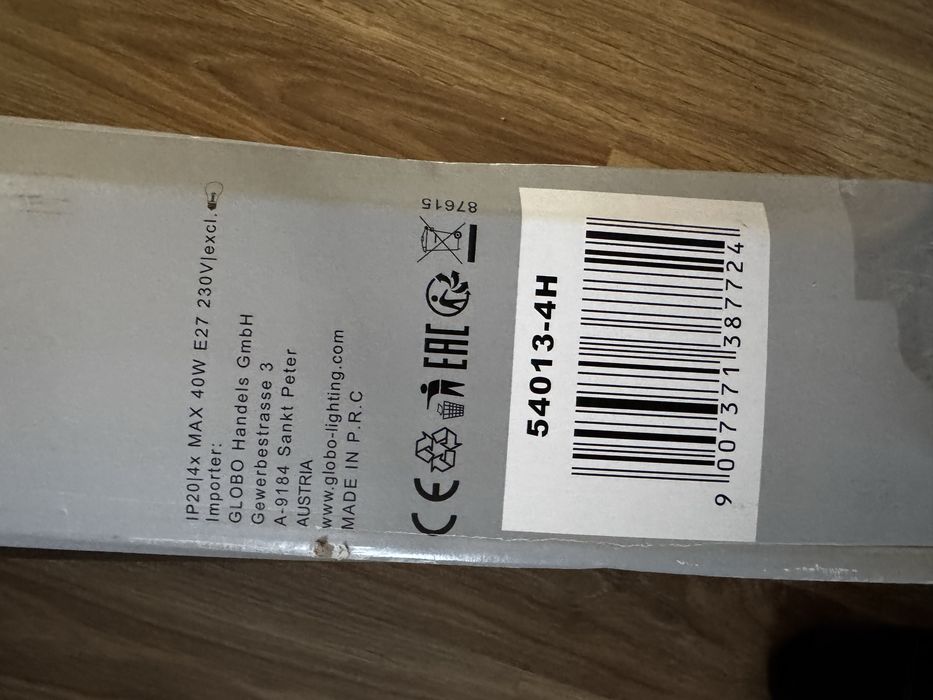 IP20|4x MAX 40W E27 230V|excl.
Importer:
GLOBO Handels GmbH
Gewerbestrasse 3
A-9184 Sankt Peter
AUSTRIA
www.globo-lighting.com
MADE IN P.R.C
CE EAC
87615
54013-4H
9 007371 387724